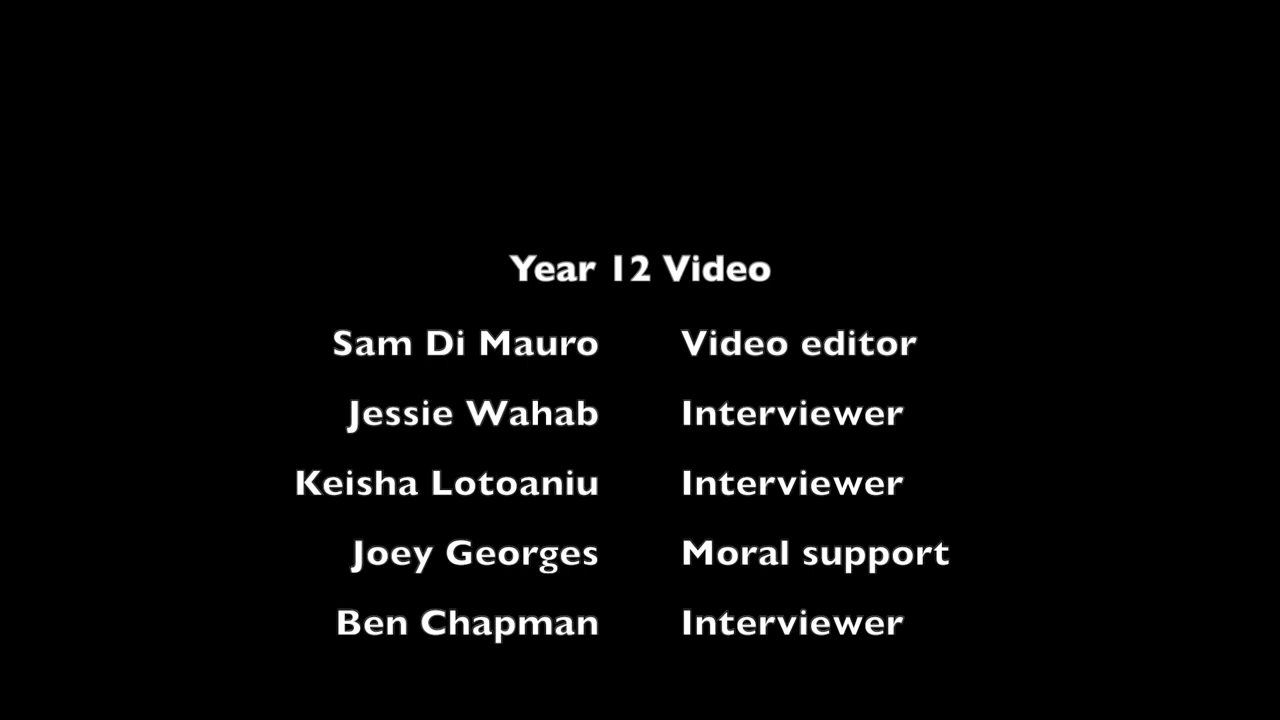 Year 12 Video
Sam Di Mauro Video editor
Jessie Wahab Interviewer
Keisha Lotoaniu Interviewer
Joey Georges Moral support
Ben Chapman Interviewer